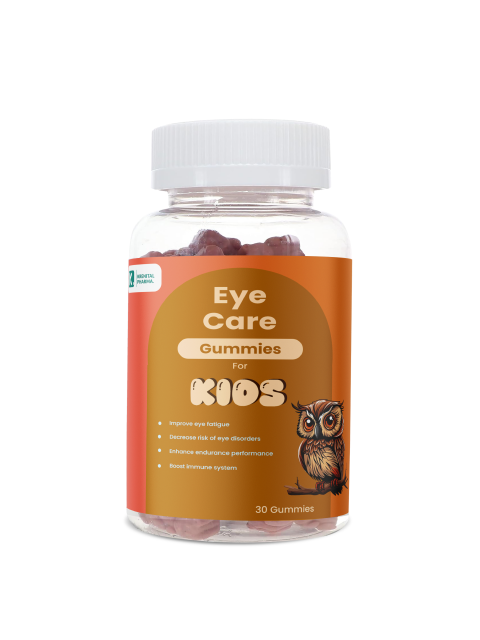 PHARMA
Eye
Care
Gummies
For
KIDS
Improve eye fatigue
Decrease risk of eye disorders
Enhance endurance performance
Boost immune system
30 Gummies